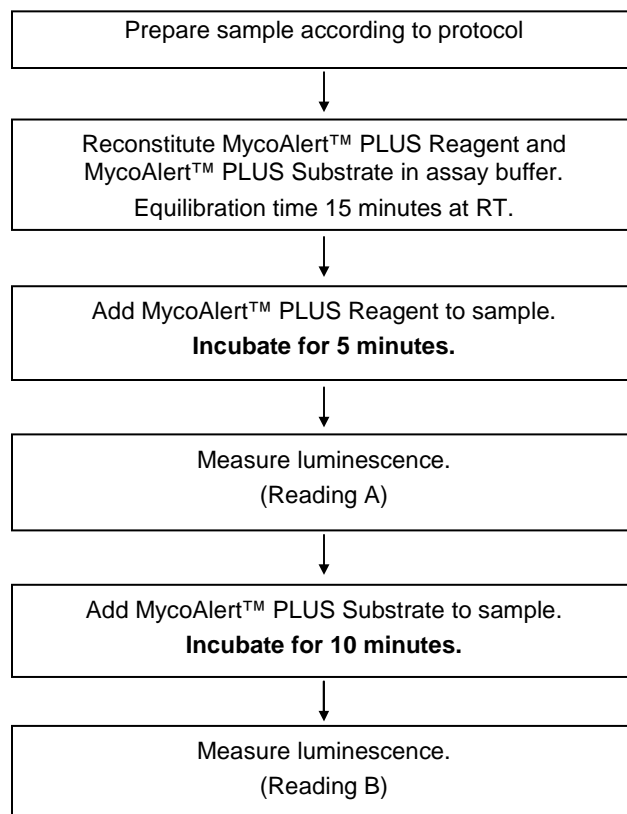 Prepare sample according to protocol
Reconstitute MycoAlert™ PLUS Reagent and
MycoAlert™ PLUS Substrate in assay buffer.
Equilibration time 15 minutes at RT.
Add MycoAlert™ PLUS Reagent to sample.
Incubate for 5 minutes.
Measure luminescence.
(Reading A)
Add MycoAlert™ PLUS Substrate to sample.
Incubate for 10 minutes.
Measure luminescence.
(Reading B)